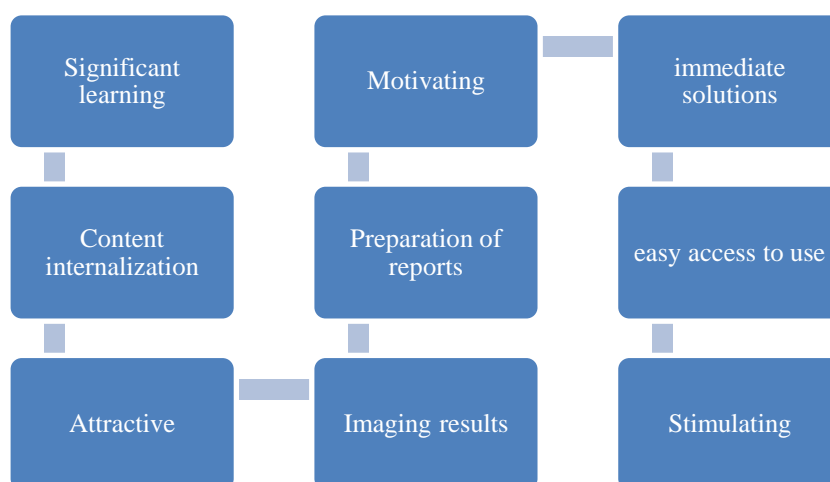 Significant
learning
Content
internalization
Attractive
Imaging results
Preparation of
reports
Motivating
immediate
solutions
easy access to use
Stimulating